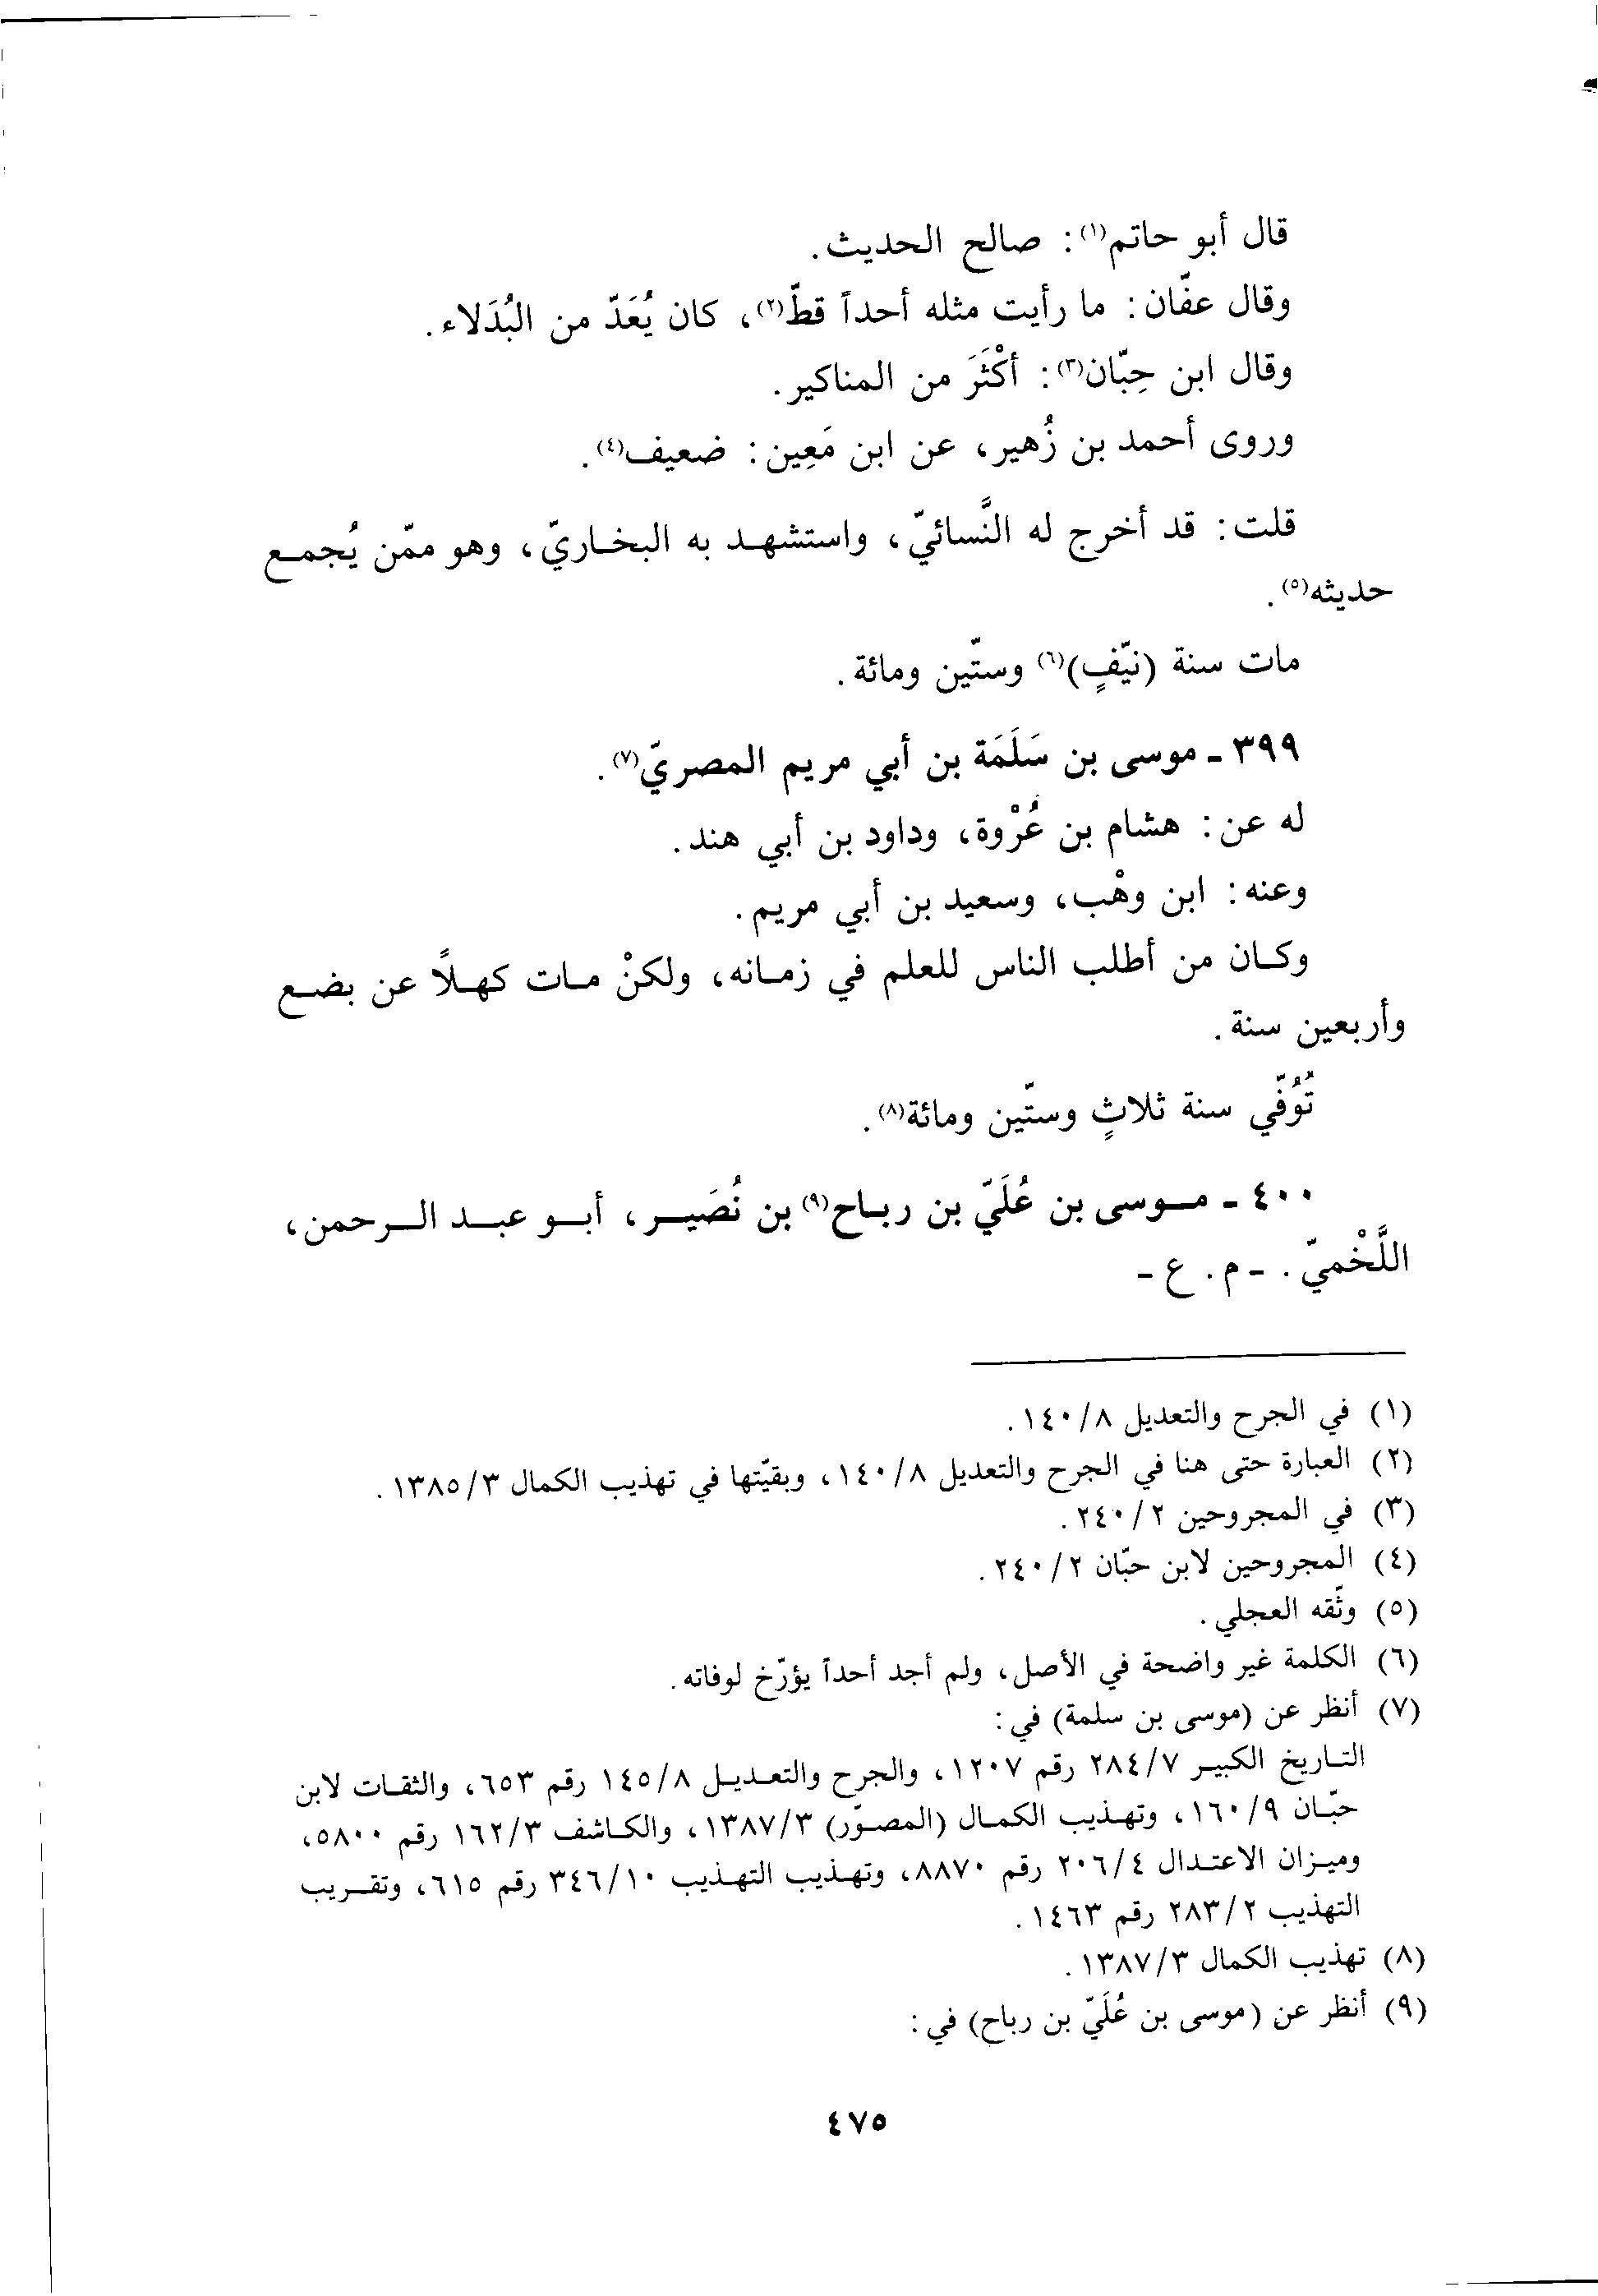 قال أبو حاتم(١): صالح الحديث.
وقال عفّان: ما رأيت مثله أحداً قطّ(٢)، كان يُعَدّ من البُدَلاء.
وقال ابن حِبّان(٣): أكْثَرَ من المناكير.
وروى أحمد بن زُهير، عن ابن مَعِين: ضعيف(٤).
قلت: قد أخرج له النَّسائيّ، واستشهد به البخاريّ، وهو ممّن يُجمع
حديثه(٥).
مات سنة (نيّفٍ)(٦) وستّين ومائة.
٣٩٩ ـ موسى بن سَلَمَة بن أبي مريم المصريّ(٧).
له عن: هشام بن عُرْوة، وداود بن أبي هند.
وعنه: ابن وهْب، وسعيد بن أبي مريم.
وكان من أطلب الناس للعلم في زمانه، ولكنْ مات كهلاً عن بضع
وأربعين سنة.
تُوُفّي سنة ثلاثٍ وستّين ومائة(٨).
٤٠٠ ـ موسى بن عُلَيّ بن رباح(٩) بن نُصَير، أبو عبد الرحمن،
اللَّخْميّ. ـ م. ع ـ
(١) في الجرح والتعديل ١٤٠/٨.
(٢) العبارة حتى هنا في الجرح والتعديل ١٤٠/٨، وبقيّتها في تهذيب الكمال ١٣٨٥/٣.
(٣) في المجروحين ٢٤٠/٢.
(٤) المجروحين لابن حبّان ٢٤٠/٢.
(٥) وثّقه العجلي.
(٦) الكلمة غير واضحة في الأصل، ولم أجد أحداً يؤرّخ لوفاته.
(٧) أنظر عن (موسى بن سلمة) في:
التاريخ الكبير ٢٨٤/٧ رقم ١٢٠٧، والجرح والتعديل ١٤٥/٨ رقم ٦٥٣، والثقات لابن
حبّان ١٦٠/٩، وتهذيب الكمال (المصوّر) ١٣٨٧/٣، والكاشف ١٦٢/٣ رقم ٥٨٠٠،
وميزان الاعتدال ٢٠٦/٤ رقم ٨٨٧٠، وتهذيب التهذيب ٣٤٦/١٠ رقم ٦١٥، وتقريب
التهذيب ٢٨٣/٢ رقم ١٤٦٣.
(٨) تهذيب الكمال ١٣٨٧/٣.
(٩) أنظر عن (موسى بن عُلَيّ بن رباح) في:
٤٧٥